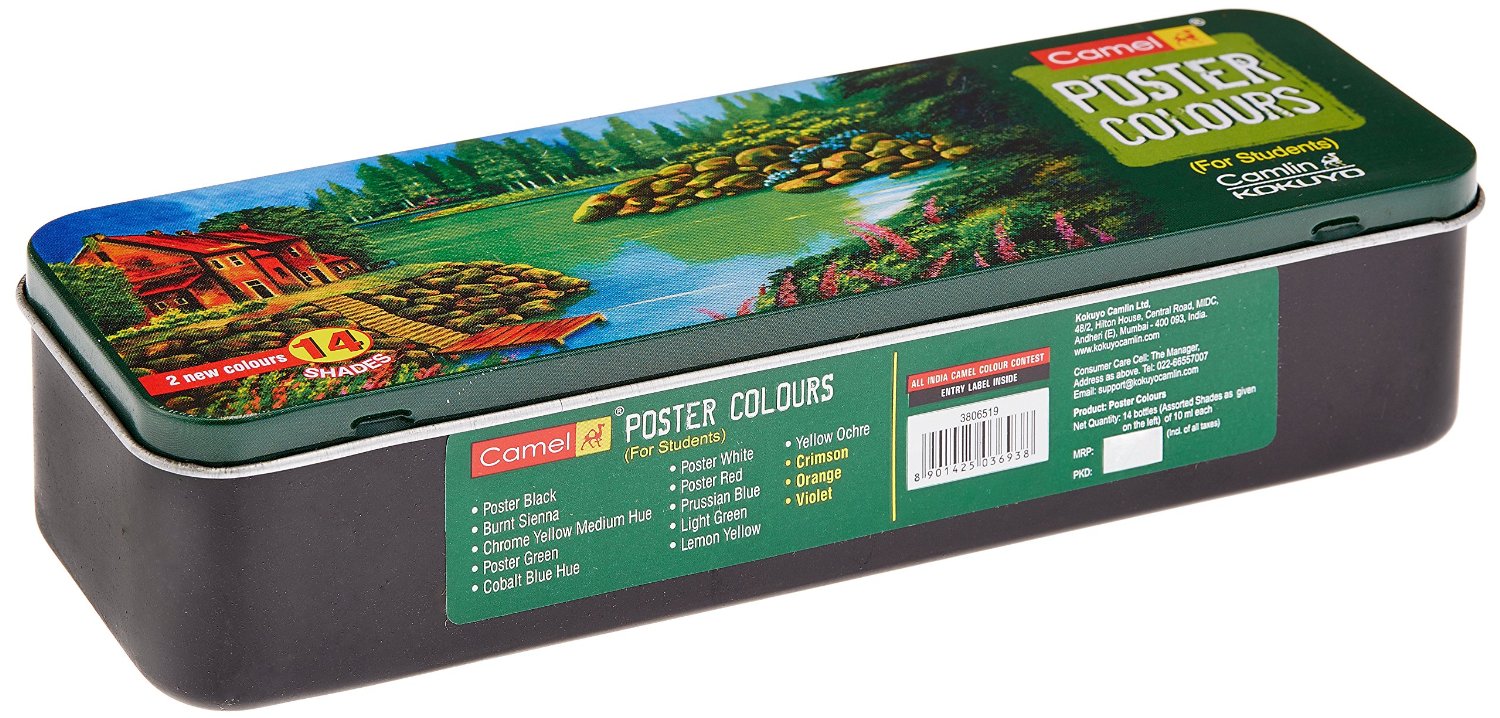 Camel
®
POSTER
COLOURS
(For Students)
Camlin
KOKUYO
2 new colours 14
SHADES
Camel ® POSTER COLOURS
(For Students)
• Poster Black
• Burnt Sienna
• Chrome Yellow Medium Hue
• Poster Green
• Cobalt Blue Hue
• Poster White
• Poster Red
• Prussian Blue
• Light Green
• Lemon Yellow
• Yellow Ochre
• Crimson
• Orange
• Violet
ALL INDIA CAMEL COLOUR CONTEST
ENTRY LABEL INSIDE
3806519
8 901425 036938
Kokuyo Camlin Ltd.
48/2, Hilton House, Central Road, MIDC,
Andheri (E), Mumbai - 400 093, India.
www.kokuyocamlin.com
Consumer Care Cell: The Manager,
Address as above. Tel: 022-66557007
Email: support@kokuyocamlin.com
Product: Poster Colours
Net Quantity: 14 bottles (Assorted Shades as given
on the left) of 10 ml each
MRP: (Incl. of all taxes)
PKD: